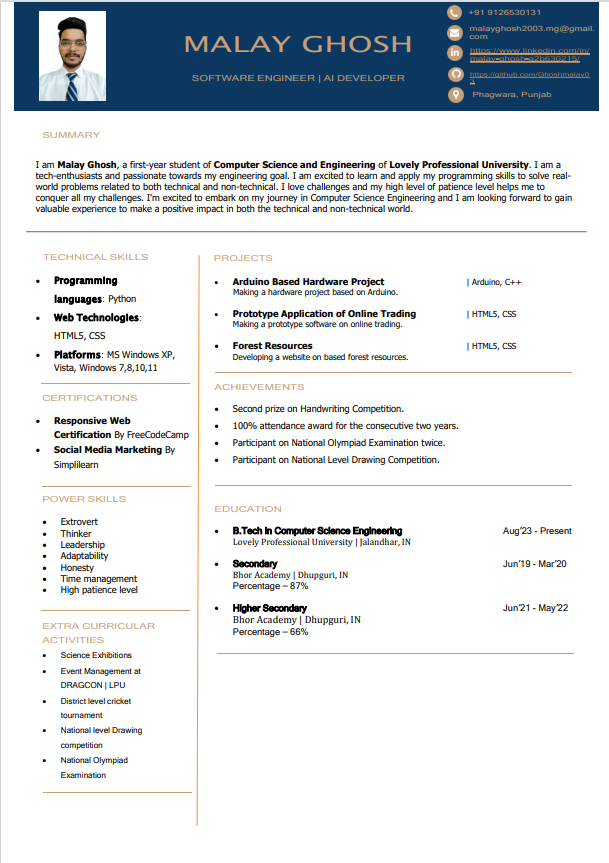 MALAY GHOSH
SOFTWARE ENGINEER | AI DEVELOPER
+91 9126530131
malayghosh2003.mg@gmail.
com
https://www.linkedin.com/in/
malay-ghosh-a2b630215/
https://github.com/Ghoshmalay0
1
Phagwara, Punjab
SUMMARY
I am Malay Ghosh, a first-year student of Computer Science and Engineering of Lovely Professional University. I am a
tech-enthusiasts and passionate towards my engineering goal. I am excited to learn and apply my programming skills to solve real-
world problems related to both technical and non-technical. I love challenges and my high level of patience level helps me to
conquer all my challenges. I'm excited to embark on my journey in Computer Science Engineering and I am looking forward to gain
valuable experience to make a positive impact in both the technical and non-technical world.
TECHNICAL SKILLS
• Programming
languages: Python
• Web Technologies:
HTML5, CSS
• Platforms: MS Windows XP,
Vista, Windows 7,8,10,11
CERTIFICATIONS
• Responsive Web
Certification By FreeCodeCamp
• Social Media Marketing By
Simplilearn
POWER SKILLS
• Extrovert
• Thinker
• Leadership
• Adaptability
• Honesty
• Time management
• High patience level
EXTRA CURRICULAR
ACTIVITIES
• Science Exhibitions
• Event Management at
DRAGCON | LPU
• District level cricket
tournament
• National level Drawing
competition
• National Olympiad
Examination
PROJECTS
• Arduino Based Hardware Project | Arduino, C++
Making a hardware project based on Arduino.
• Prototype Application of Online Trading | HTML5, CSS
Making a prototype software on online trading.
• Forest Resources | HTML5, CSS
Developing a website on based forest resources.
ACHIEVEMENTS
• Second prize on Handwriting Competition.
• 100% attendance award for the consecutive two years.
• Participant on National Olympiad Examination twice.
• Participant on National Level Drawing Competition.
EDUCATION
• B.Tech in Computer Science Engineering Aug'23 - Present
Lovely Professional University | Jalandhar, IN
• Secondary Jun'19 - Mar'20
Bhor Academy | Dhupguri, IN
Percentage – 87%
• Higher Secondary Jun'21 - May'22
Bhor Academy | Dhupguri, IN
Percentage – 66%